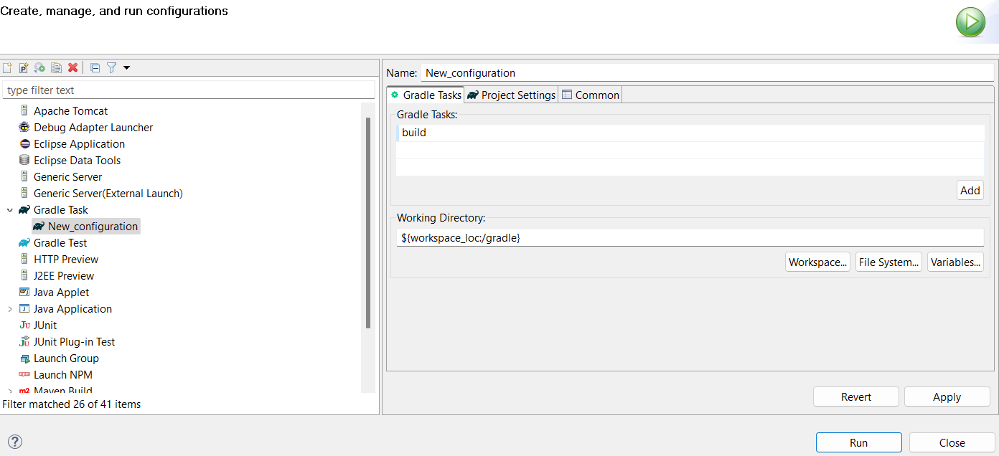 Create, manage, and run configurations
type filter text
Apache Tomcat
Debug Adapter Launcher
Eclipse Application
Eclipse Data Tools
Generic Server
Generic Server(External Launch)
Gradle Task
New_configuration
Gradle Test
HTTP Preview
J2EE Preview
Java Applet
Java Application
JUnit
JUnit Plug-in Test
Launch Group
Launch NPM
Maven Build
Filter matched 26 of 41 items
Name: New_configuration
Gradle Tasks Project Settings Common
Gradle Tasks:
build
Add
Working Directory:
${workspace_loc:/gradle}
Workspace... File System... Variables...
Revert Apply
Run Close